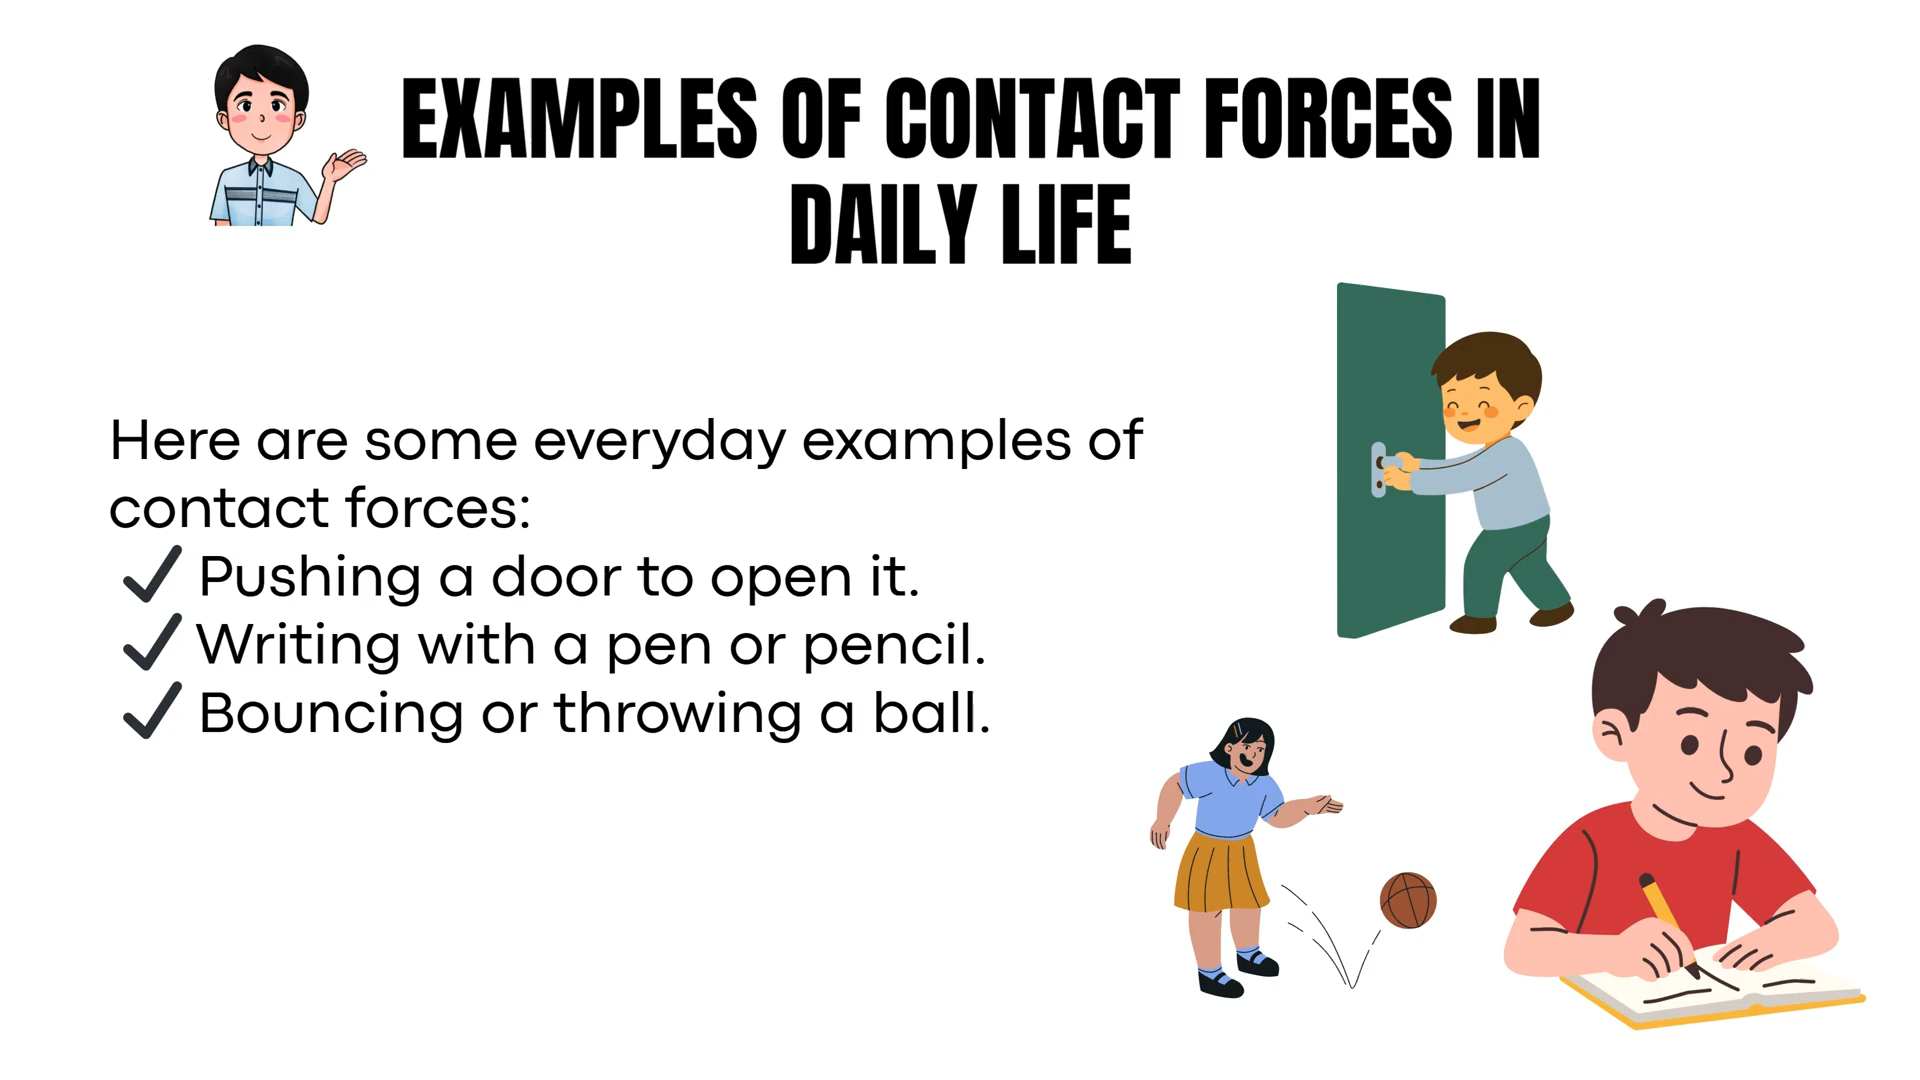 EXAMPLES OF CONTACT FORCES IN
DAILY LIFE
Here are some everyday examples of
contact forces:
✔ Pushing a door to open it.
✔ Writing with a pen or pencil.
✔ Bouncing or throwing a ball.